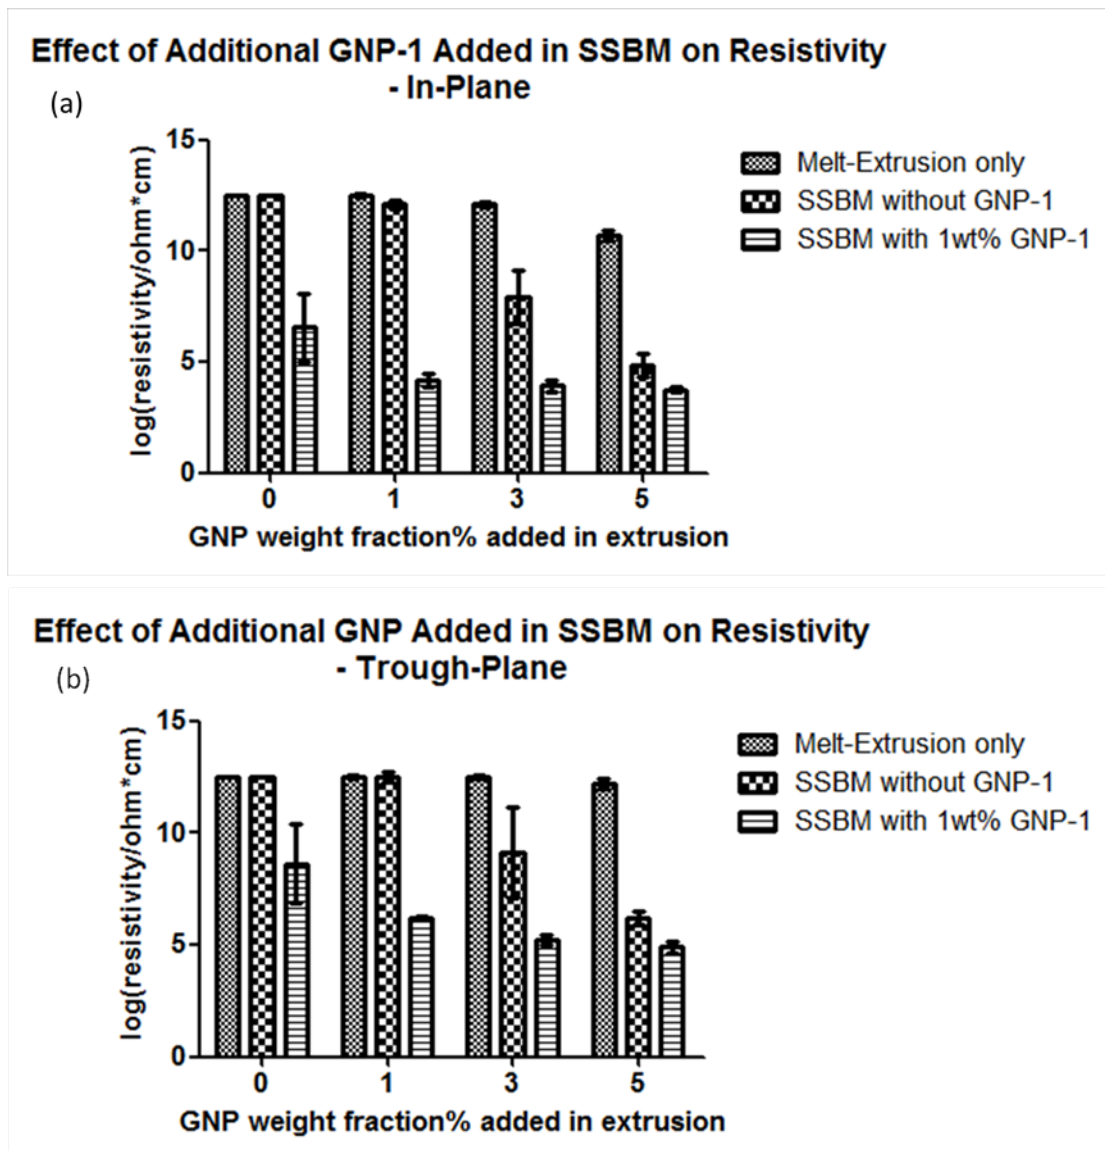 Effect of Additional GNP-1 Added in SSBM on Resistivity
- In-Plane
(a)
log(resistivity/ohm*cm)
15
10
5
0
0 1 3 5
GNP weight fraction% added in extrusion
Melt-Extrusion only
SSBM without GNP-1
SSBM with 1wt% GNP-1
Effect of Additional GNP Added in SSBM on Resistivity
- Trough-Plane
(b)
log(resistivity/ohm*cm)
15
10
5
0
0 1 3 5
GNP weight fraction% added in extrusion
Melt-Extrusion only
SSBM without GNP-1
SSBM with 1wt% GNP-1